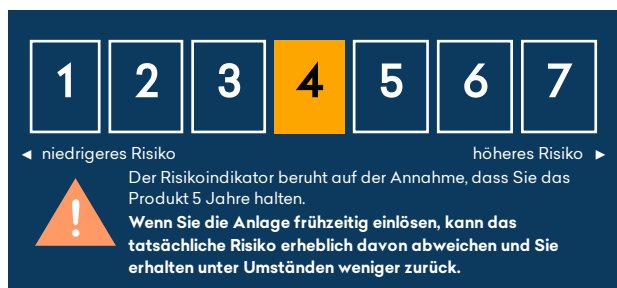 1 2 3 4 5 6 7
◄ niedrigeres Risiko höheres Risiko ►
Der Risikoindikator beruht auf der Annahme, dass Sie das
Produkt 5 Jahre halten.
!
Wenn Sie die Anlage frühzeitig einlösen, kann das
tatsächliche Risiko erheblich davon abweichen und Sie
erhalten unter Umständen weniger zurück.